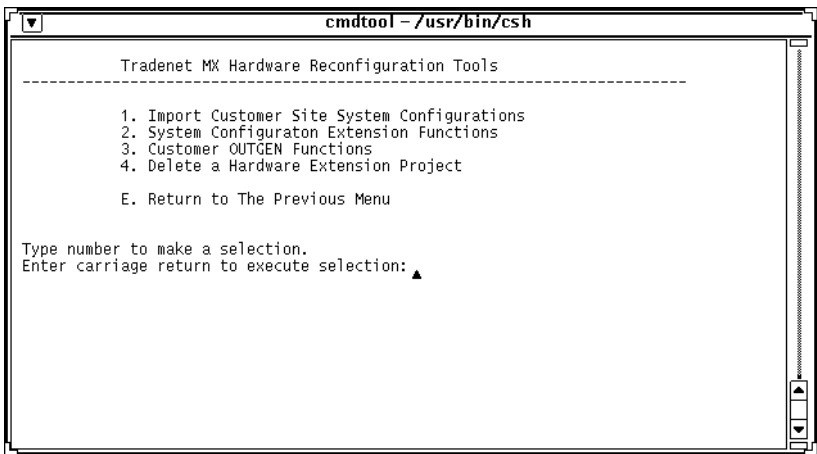 cmdtool – /usr/bin/csh
Tradenet MX Hardware Reconfiguration Tools
--------------------------------------------------------------------------
1. Import Customer Site System Configurations
2. System Configuraton Extension Functions
3. Customer OUTGEN Functions
4. Delete a Hardware Extension Project
E. Return to The Previous Menu
Type number to make a selection.
Enter carriage return to execute selection: